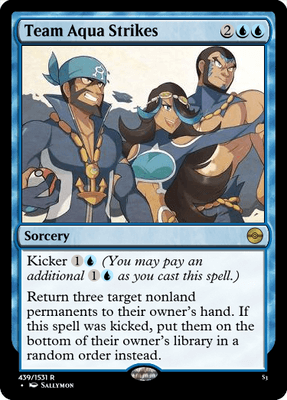 Team Aqua Strikes 2
Sorcery
Kicker 1 (You may pay an
additional 1 as you cast this spell.)
Return three target nonland
permanents to their owner's hand. If
this spell was kicked, put them on the
bottom of their owner's library in a
random order instead.
439/1531 R
S1
• Sallymon